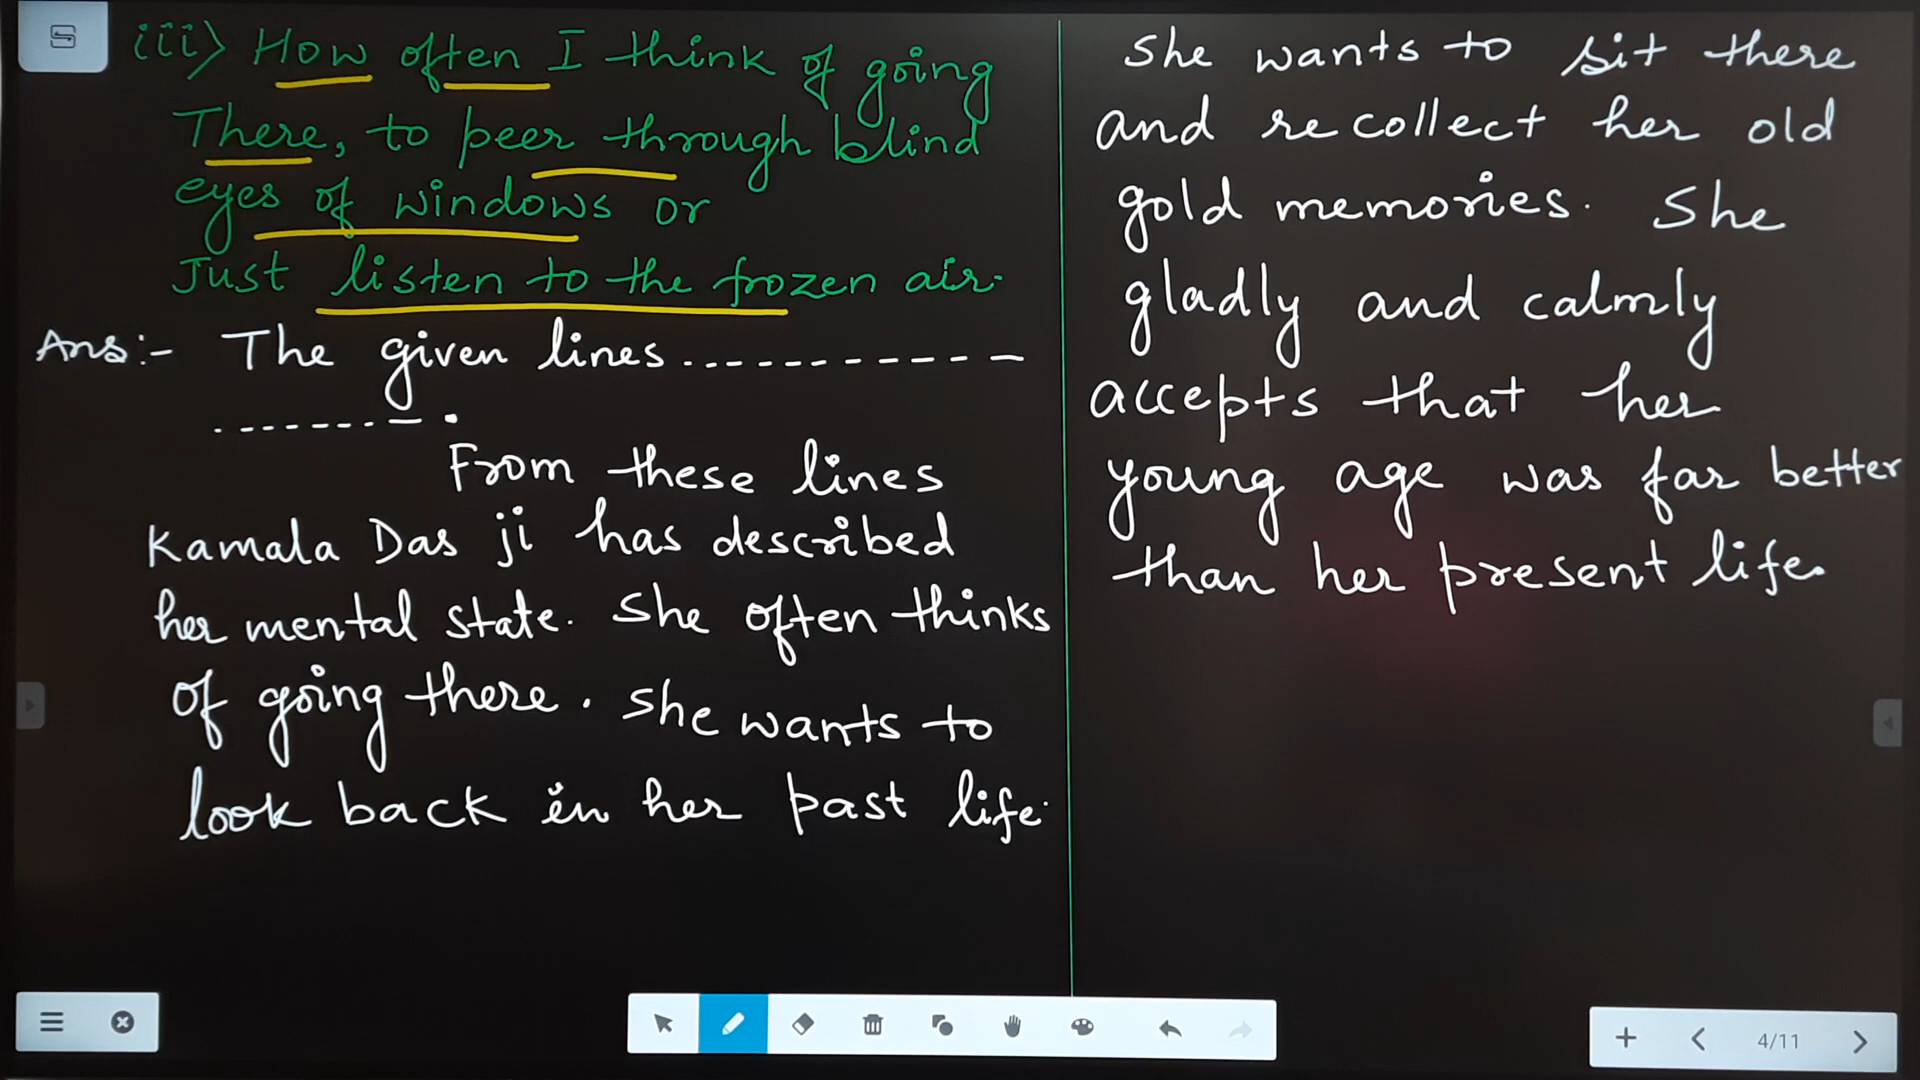 iii) How often I think of going
There, to peer through blind
eyes of windows or
Just listen to the frozen air.
Ans:- The given lines...........
........
From these lines
Kamala Das ji has described
her mental state. She often thinks
of going there. She wants to
look back in her past life.
She wants to sit there
and recollect her old
gold memories. She
gladly and calmly
accepts that her
young age was far better
than her present life.
4/11